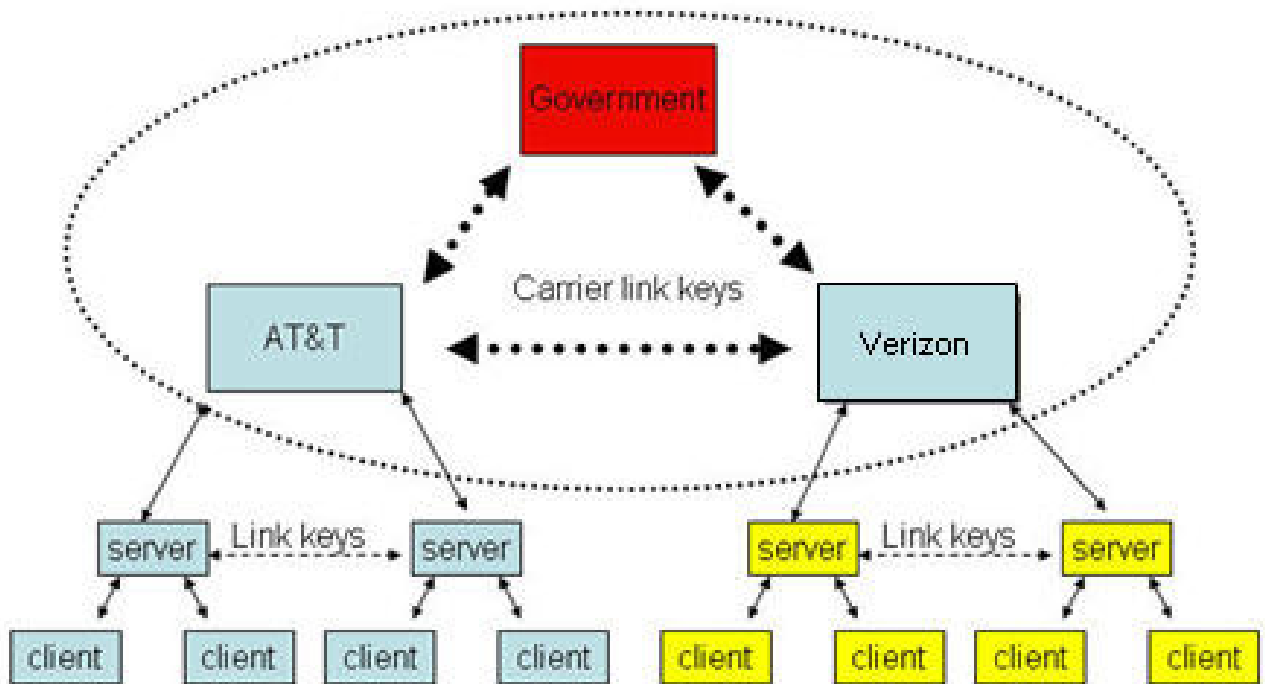 Government
Carrier link keys
AT&T
Verizon
server
Link keys
server
server
Link keys
server
client
client
client
client
client
client
client
client